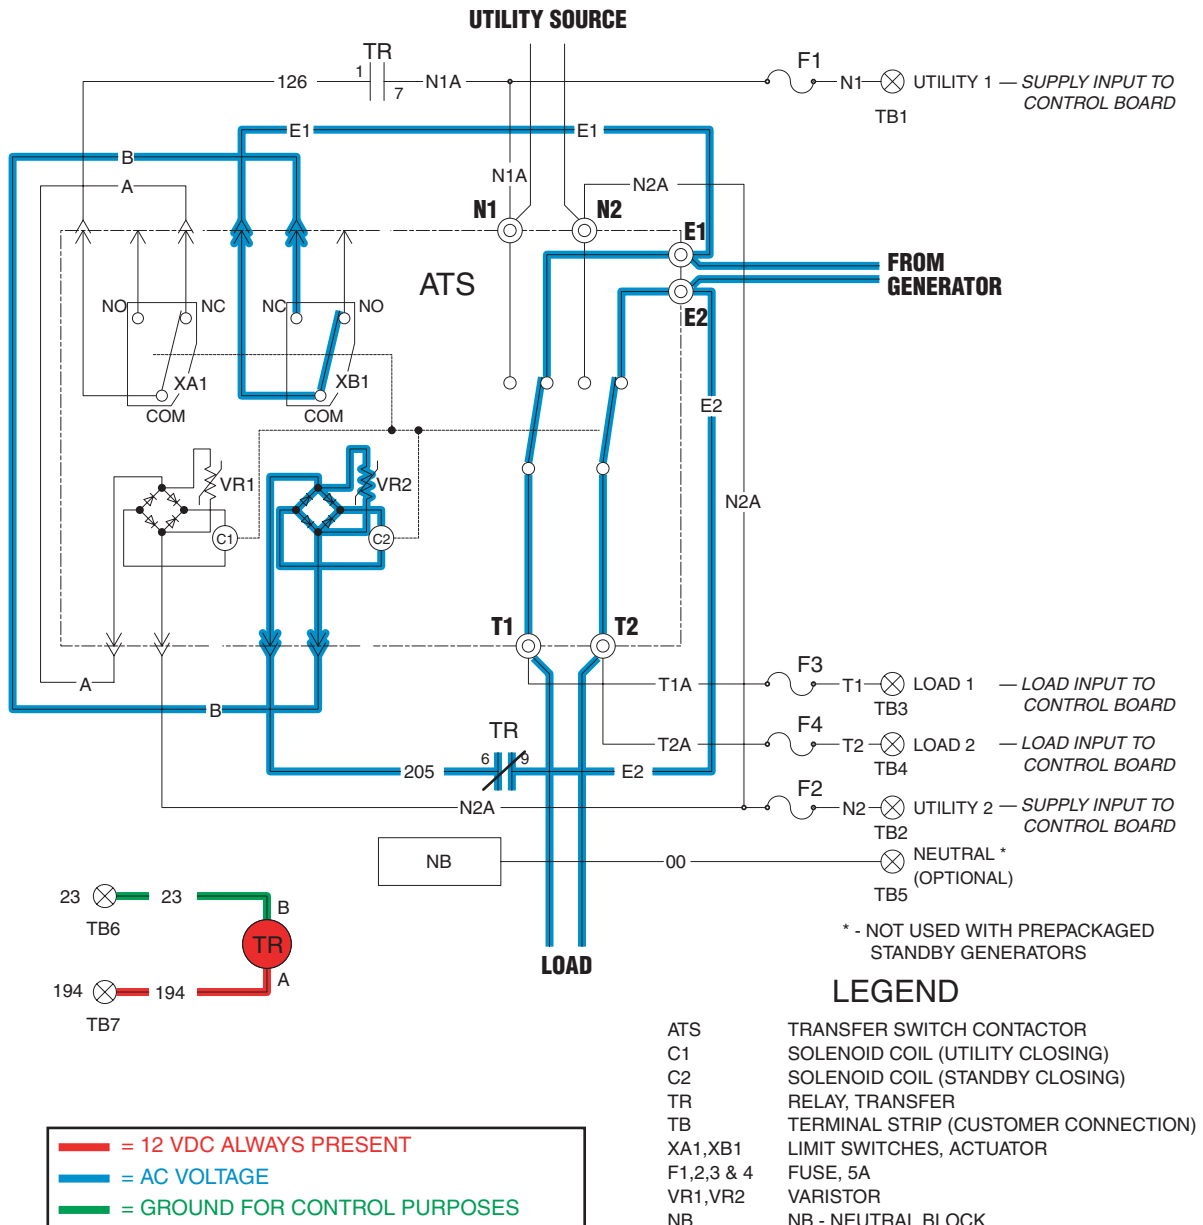 UTILITY SOURCE
TR
1
7
126
N1A
F1
N1
UTILITY 1 — SUPPLY INPUT TO
CONTROL BOARD
TB1
E1
E1
B
A
N1A
N2A
N1
N2
E1
FROM
GENERATOR
E2
ATS
NO
NC
NC
NO
XA1
XB1
COM
COM
E2
VR1
VR2
N2A
C1
C2
T1
T2
A
B
T1A
F3
T1
LOAD 1 — LOAD INPUT TO
CONTROL BOARD
TB3
TR
6
9
T2A
F4
T2
LOAD 2 — LOAD INPUT TO
CONTROL BOARD
TB4
205
E2
N2A
F2
N2
UTILITY 2 — SUPPLY INPUT TO
CONTROL BOARD
TB2
NB
00
NEUTRAL *
(OPTIONAL)
TB5
* - NOT USED WITH PREPACKAGED
STANDBY GENERATORS
23
23
B
TB6
TR
A
194
194
TB7
LOAD
LEGEND
ATS TRANSFER SWITCH CONTACTOR
C1 SOLENOID COIL (UTILITY CLOSING)
C2 SOLENOID COIL (STANDBY CLOSING)
TR RELAY, TRANSFER
TB TERMINAL STRIP (CUSTOMER CONNECTION)
XA1,XB1 LIMIT SWITCHES, ACTUATOR
F1,2,3 & 4 FUSE, 5A
VR1,VR2 VARISTOR
NB NB - NEUTRAL BLOCK
= 12 VDC ALWAYS PRESENT
= AC VOLTAGE
= GROUND FOR CONTROL PURPOSES